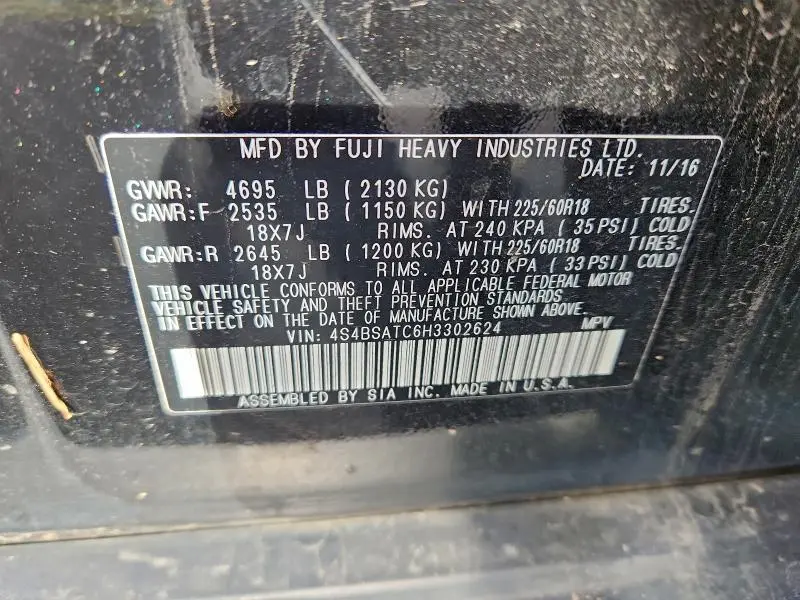 MFD BY FUJI HEAVY INDUSTRIES LTD.
DATE: 11/16
GVWR: 4695 LB ( 2130 KG)
GAWR:F 2535 LB ( 1150 KG) WITH 225/60R18 TIRES,
18X7J RIMS. AT 240 KPA ( 35 PSI) COLD
GAWR:R 2645 LB ( 1200 KG) WITH 225/60R18 TIRES,
18X7J RIMS. AT 230 KPA ( 33 PSI) COLD
THIS VEHICLE CONFORMS TO ALL APPLICABLE FEDERAL MOTOR
VEHICLE SAFETY AND THEFT PREVENTION STANDARDS
IN EFFECT ON THE DATE OF MANUFACTURE SHOWN ABOVE.
VIN: 4S4BSATC6H3302624 MPV
ASSEMBLED BY SIA INC. MADE IN U.S.A.